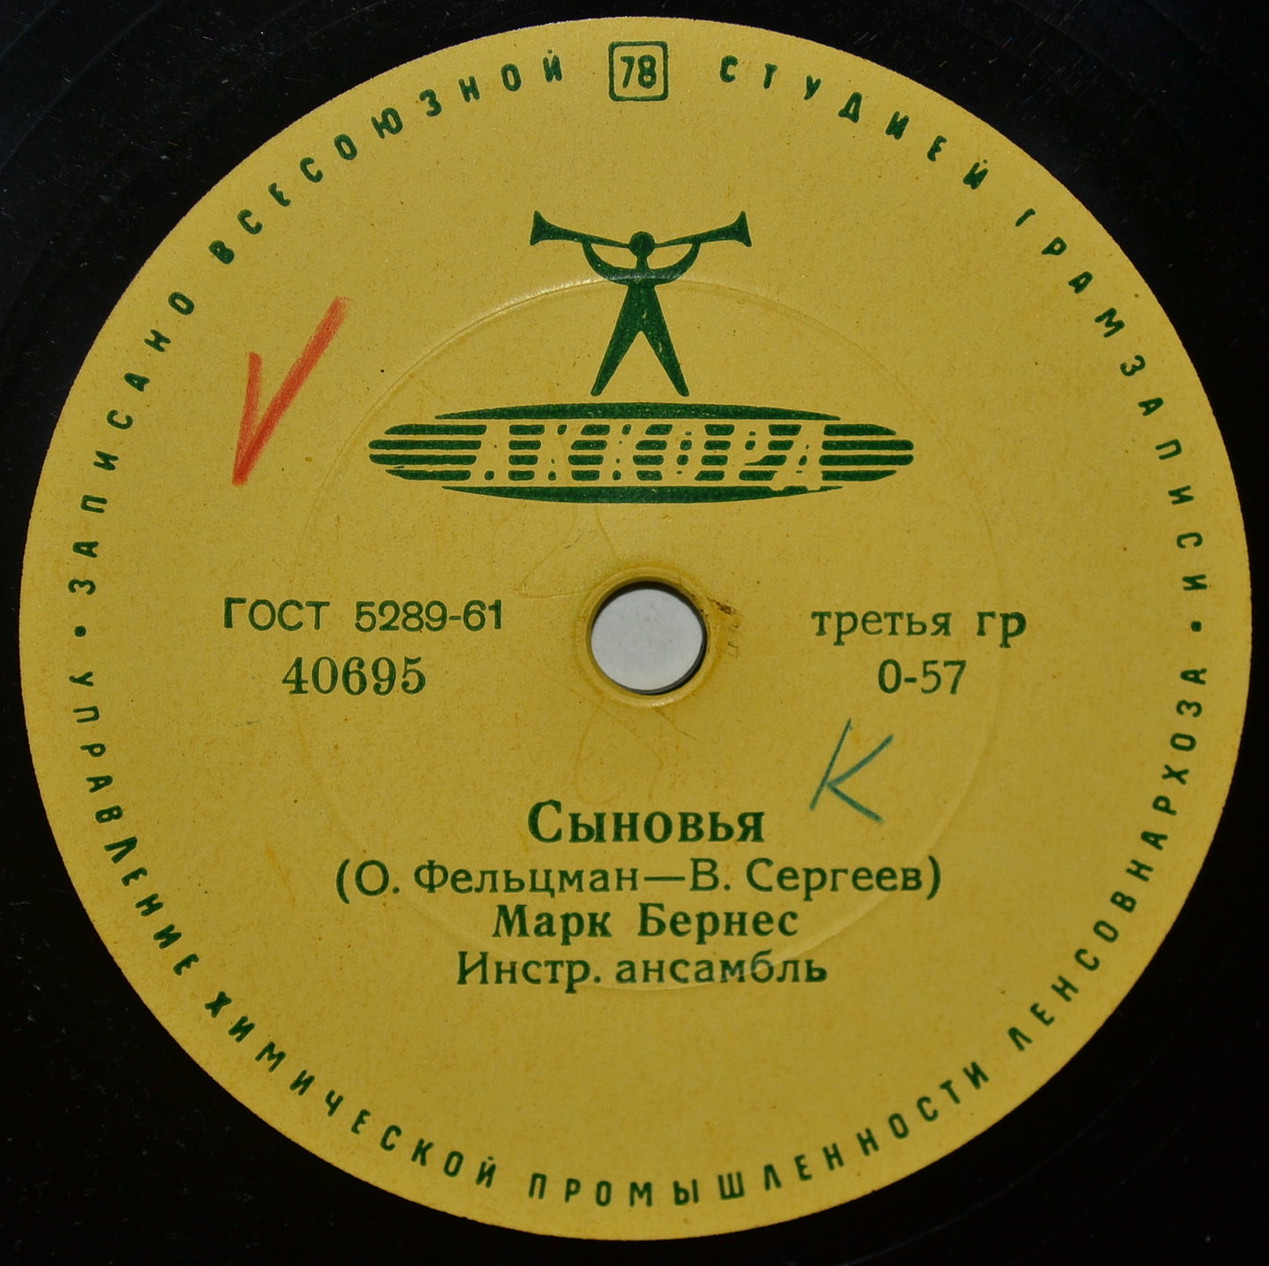 ЗАПИСАНО ВСЕСОЮЗНОЙ 78 СТУДИЕЙ ГРАМЗАПИСИ
АККОРД
ГОСТ 5289-61
40695
третья гр
0-57
К
Сыновья
(О. Фельцман—В. Сергеев)
Марк Бернес
Инстр. ансамбль
• УПРАВЛЕНИЕ ХИМИЧЕСКОЙ ПРОМЫШЛЕННОСТИ ЛЕНСОВНАРХОЗА •